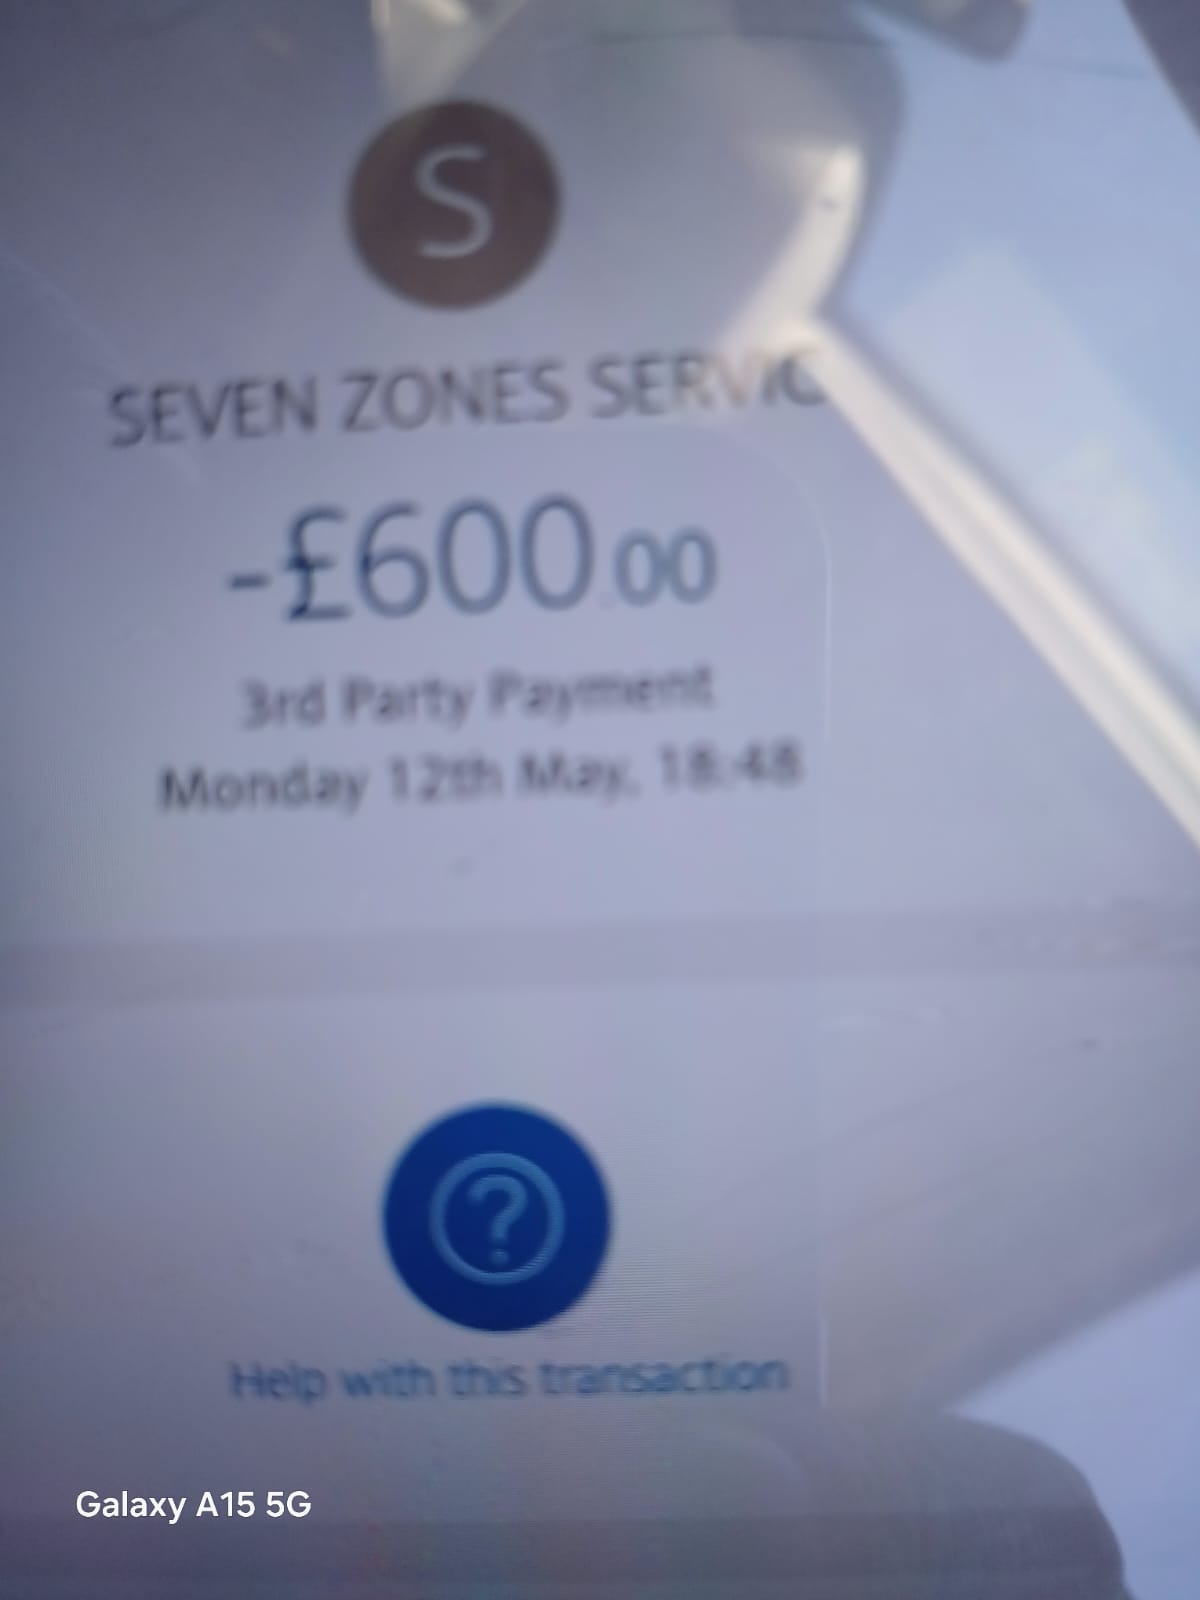 S
SEVEN ZONES SERVIC
-£600.00
3rd Party Payment
Monday 12th May, 18:48
?
Help with this transaction
Galaxy A15 5G